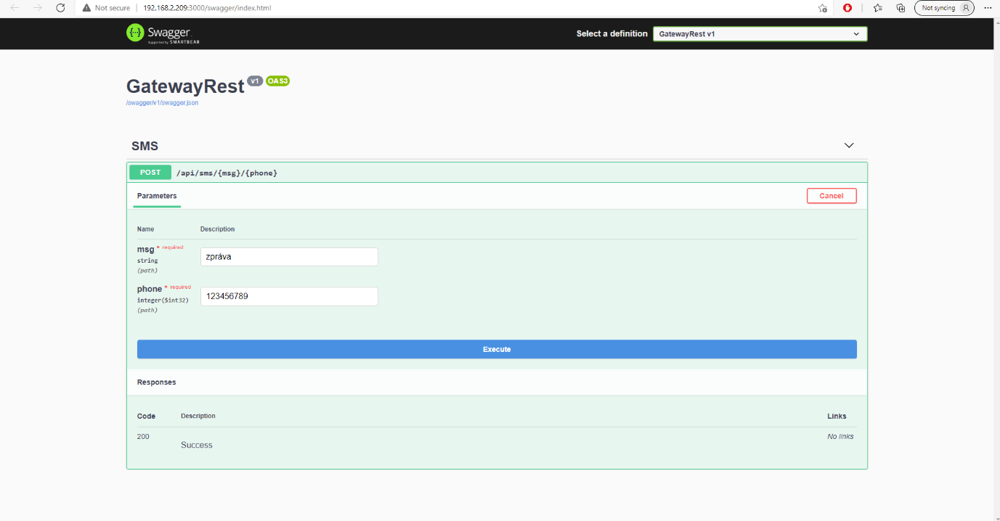 Not secure 192.168.2.209:3000/swagger/index.html Not syncing
Swagger Select a definition GatewayRest v1
Supported by SMARTBEAR
GatewayRest v1 OAS3
/swagger/v1/swagger.json
SMS
POST /api/sms/{msg}/{phone}
Parameters Cancel
Name Description
msg * required zpráva
string
(path)
phone * required 123456789
integer($int32)
(path)
Execute
Responses
Code Description Links
200 Success No links